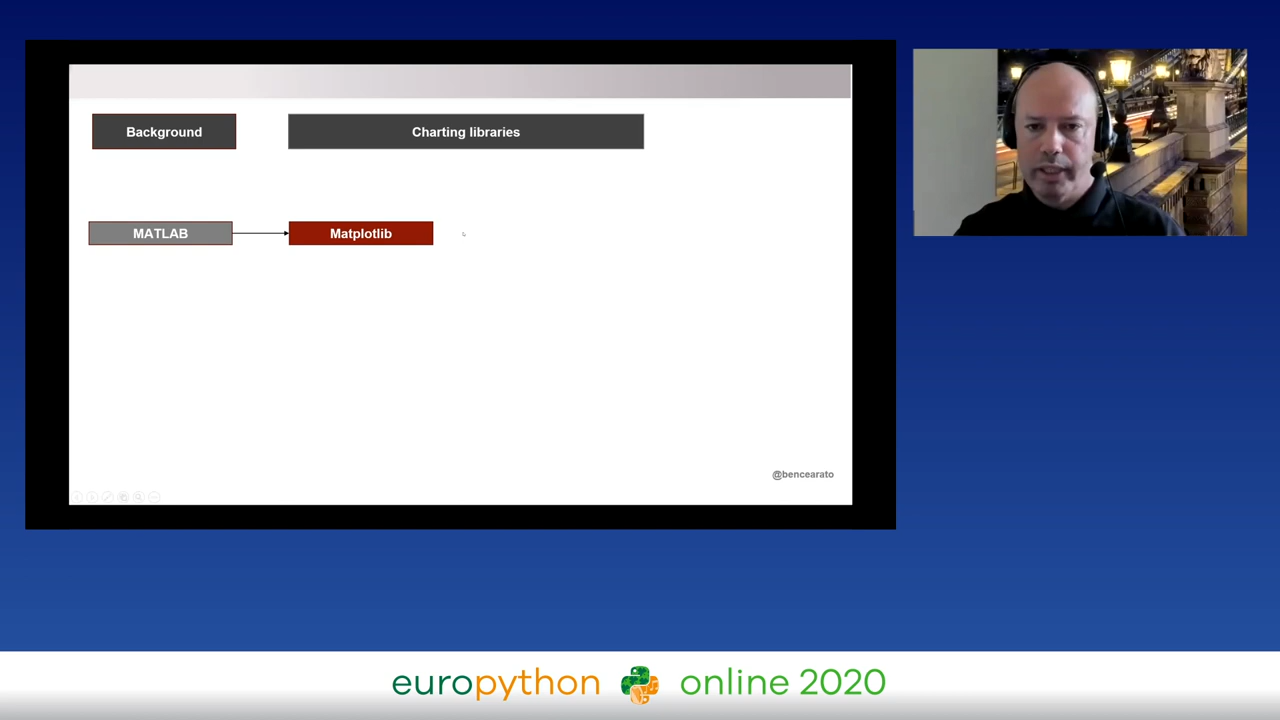 Background
Charting libraries
MATLAB
Matplotlib
@bencearato
europython online 2020